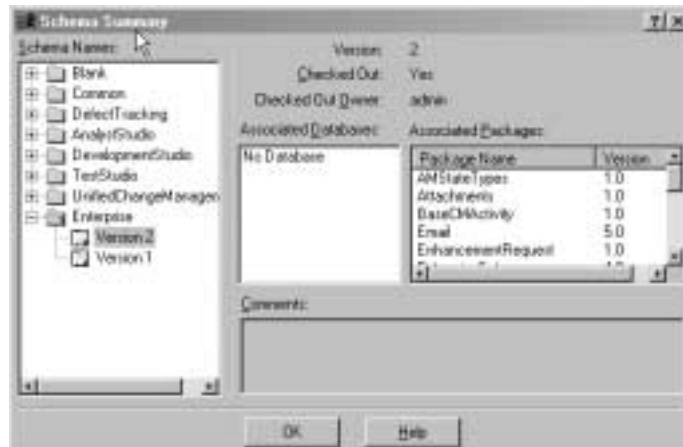 Schema Summary
Schema Names:
Blank
Common
DefectTracking
AnalystStudio
DevelopmentStudio
TestStudio
UnifiedChangeManagen
Enterprise
Version 2
Version 1
Version: 2
Checked Out: Yes
Checked Out Owner: admin
Associated Databases:
No Database
Associated Packages:
Package Name Version
AMStateTypes 1.0
Attachments 1.0
BaseCMActivity 1.0
Email 5.0
EnhancementRequest 1.0
Comments:
OK Help